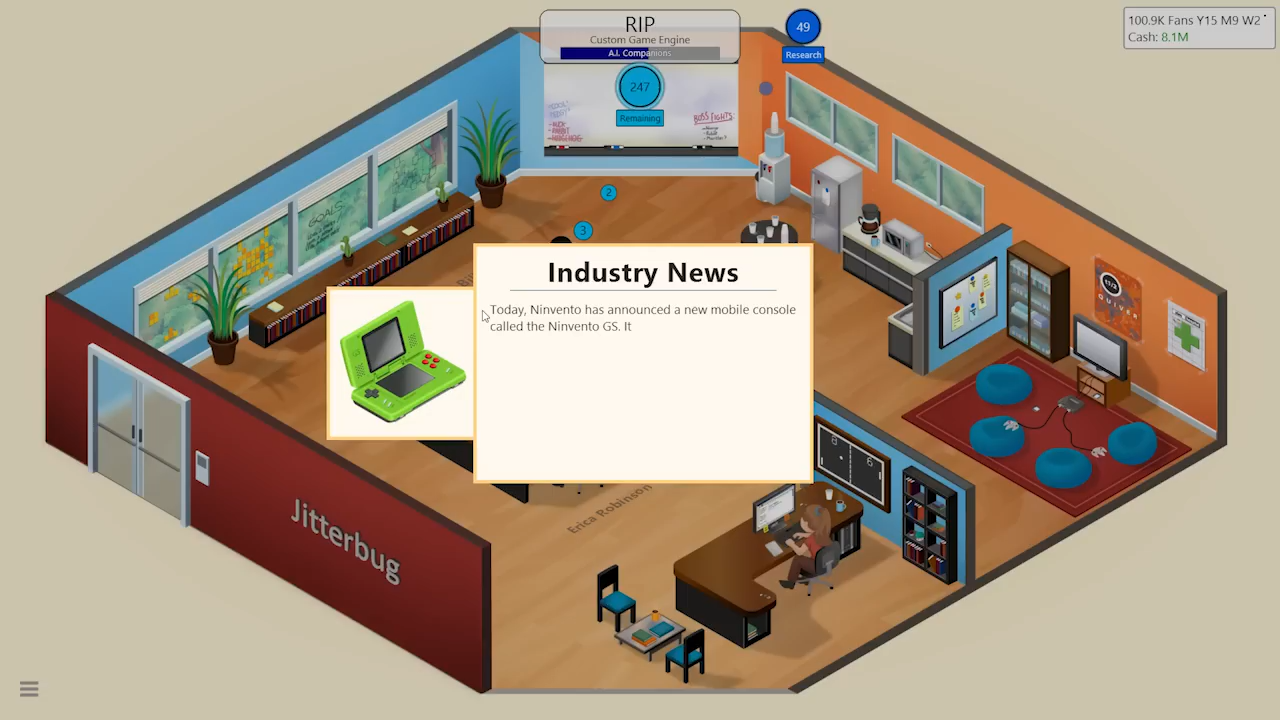 RIP
Custom Game Engine
A.I. Companions
247
Remaining
49
Research
100.9K Fans Y15 M9 W2
Cash: 8.1M
BOSS FIGHTS:
GOALS:
2
3
Industry News
Today, Ninvento has announced a new mobile console
called the Ninvento GS. It
8
6
Erica Robinson
Jitterbug